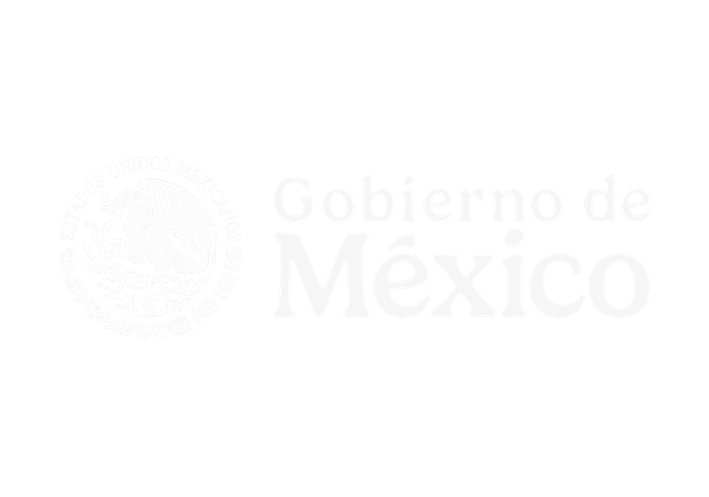 ESTADOS UNIDOS MEXICANOS
Gobierno de
México